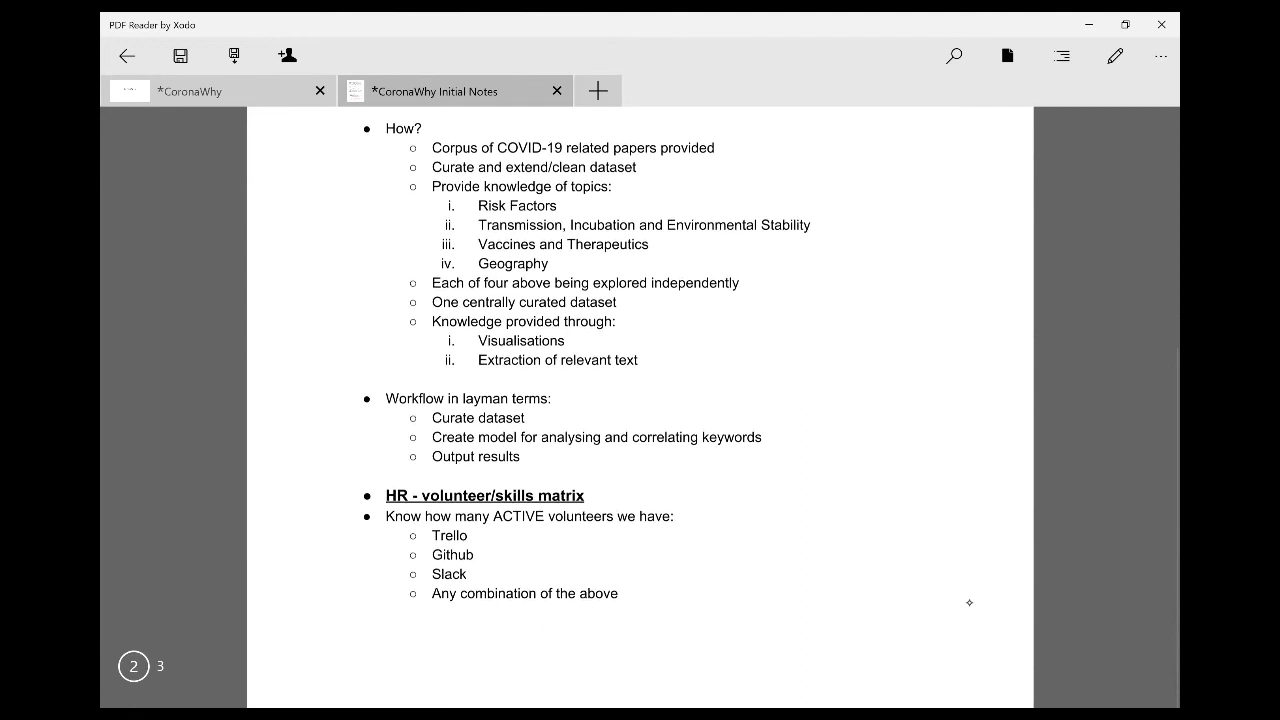 PDF Reader by Xodo
*CoronaWhy
*CoronaWhy Initial Notes
● How?
○ Corpus of COVID-19 related papers provided
○ Curate and extend/clean dataset
○ Provide knowledge of topics:
i. Risk Factors
ii. Transmission, Incubation and Environmental Stability
iii. Vaccines and Therapeutics
iv. Geography
○ Each of four above being explored independently
○ One centrally curated dataset
○ Knowledge provided through:
i. Visualisations
ii. Extraction of relevant text
● Workflow in layman terms:
○ Curate dataset
○ Create model for analysing and correlating keywords
○ Output results
● HR - volunteer/skills matrix
● Know how many ACTIVE volunteers we have:
○ Trello
○ Github
○ Slack
○ Any combination of the above
2 3